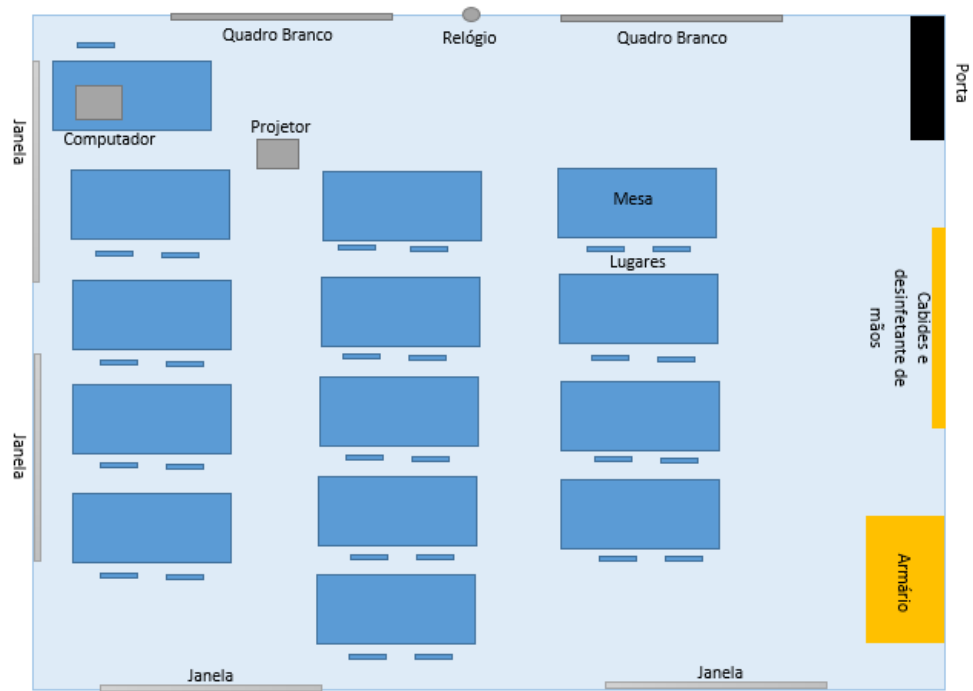 Quadro Branco
Relógio
Quadro Branco
Porta
Janela
Computador
Projetor
Mesa
Lugares
Cabides e
desinfetante de
mãos
Janela
Armário
Janela
Janela